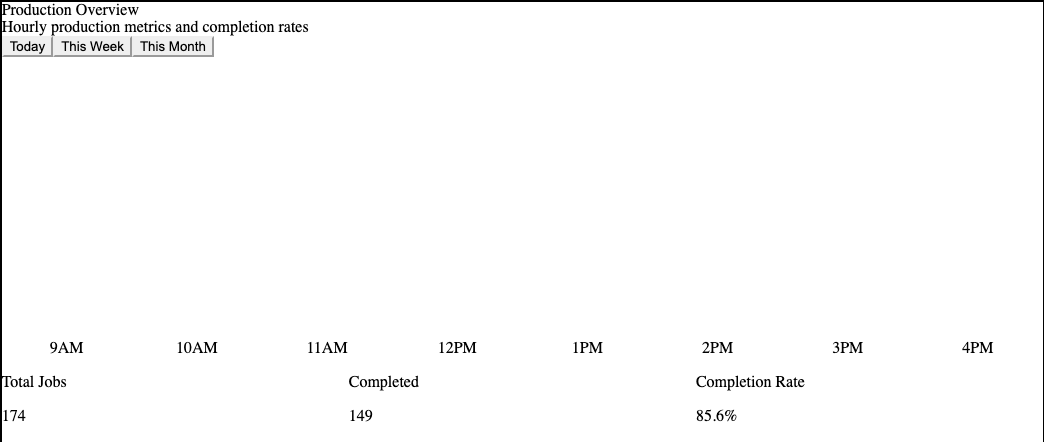 Production Overview
Hourly production metrics and completion rates
Today This Week This Month
9AM 10AM 11AM 12PM 1PM 2PM 3PM 4PM
Total Jobs Completed Completion Rate
174 149 85.6%